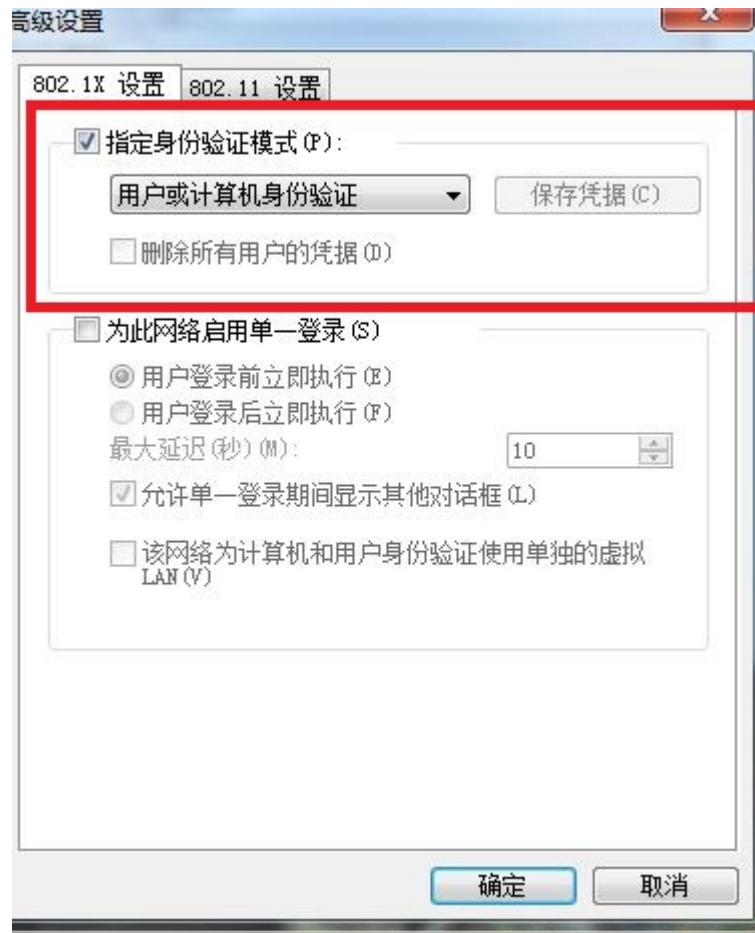 高级设置
802.1X 设置
802.11 设置
指定身份验证模式(P):
用户或计算机身份验证
保存凭据(C)
删除所有用户的凭据(D)
为此网络启用单一登录(S)
用户登录前立即执行(E)
用户登录后立即执行(F)
最大延迟(秒)(M):
10
允许单一登录期间显示其他对话框(L)
该网络为计算机和用户身份验证使用单独的虚拟
LAN(V)
确定
取消